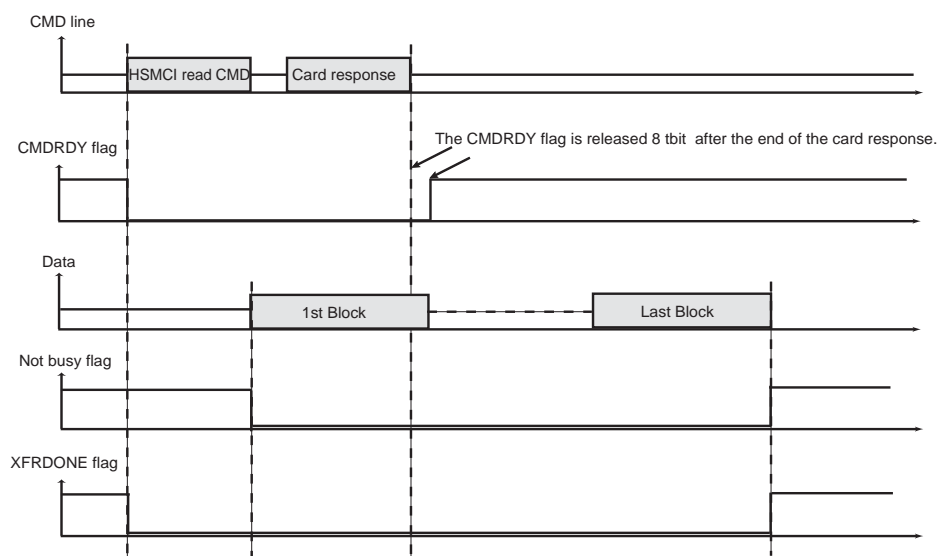 CMD line
HSMCI read CMD
Card response
CMDRDY flag
The CMDRDY flag is released 8 tbit after the end of the card response.
Data
1st Block
Last Block
Not busy flag
XFRDONE flag